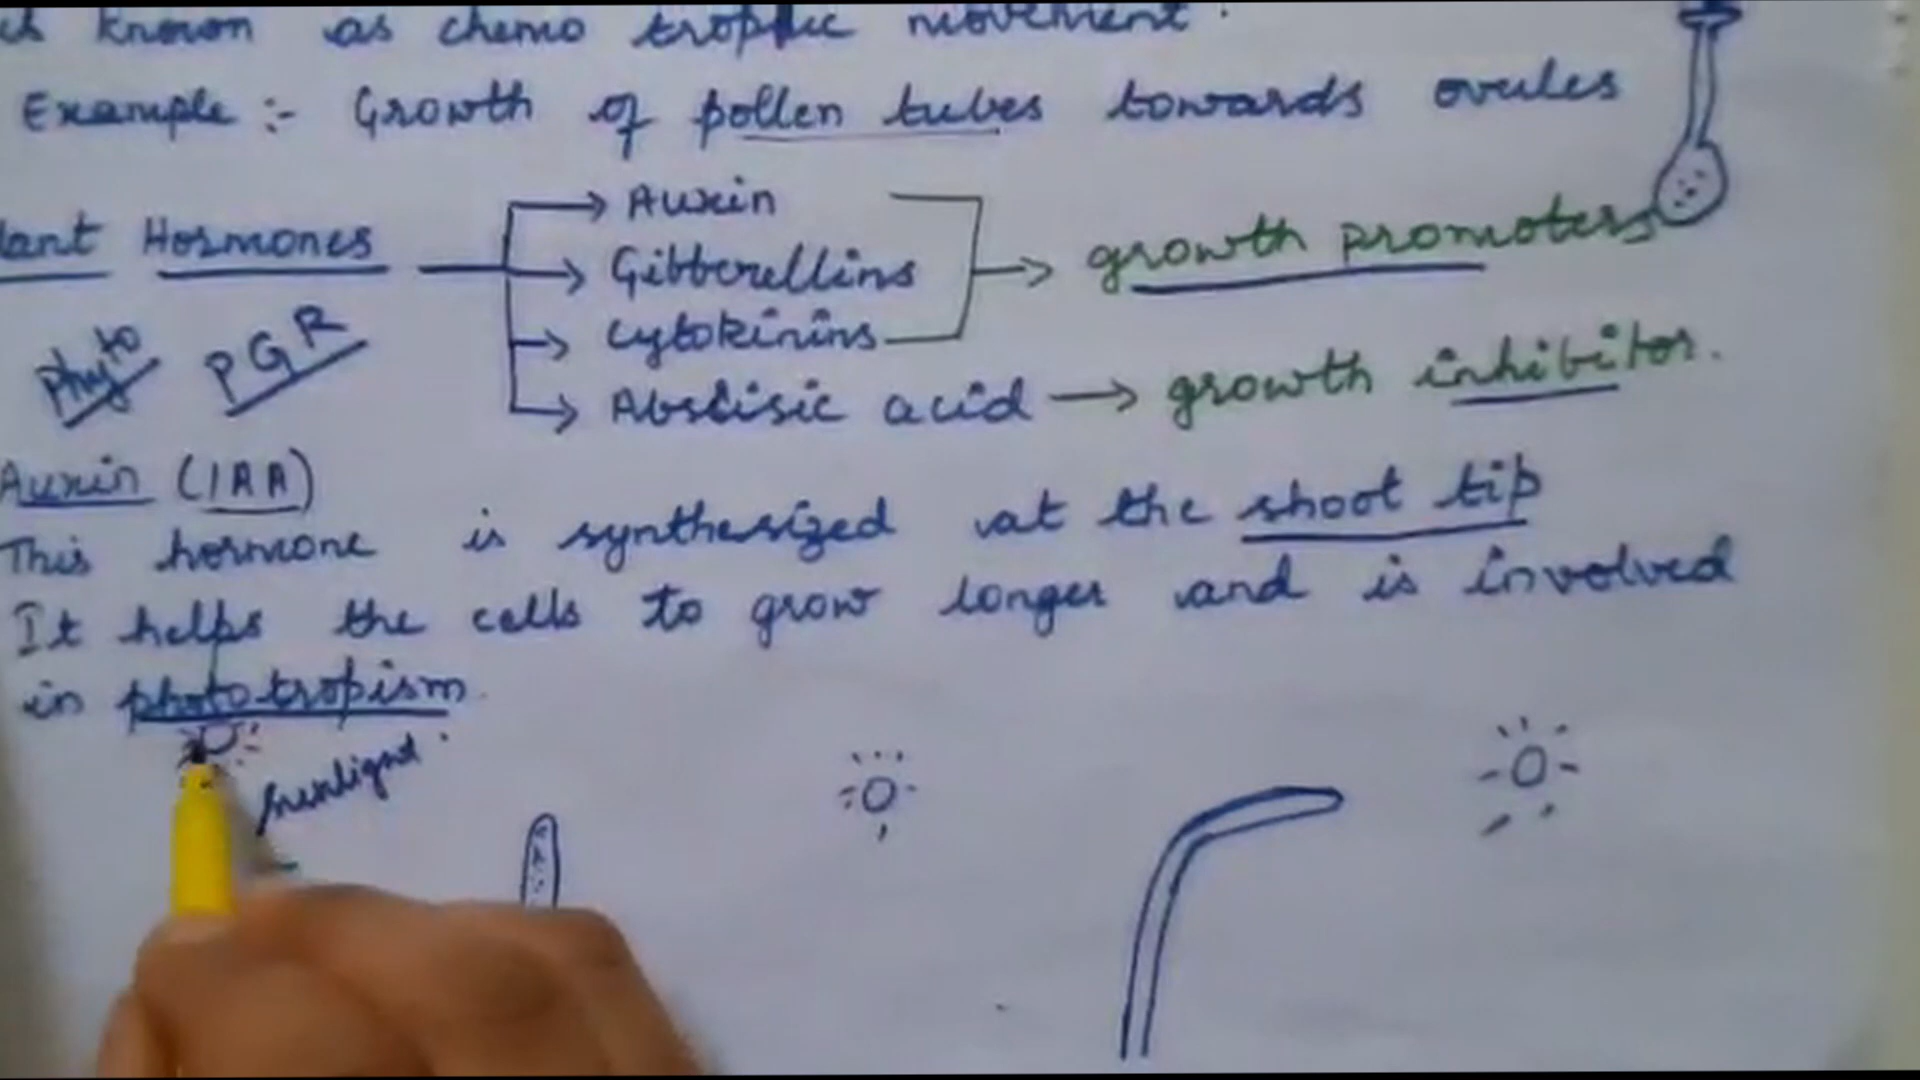 known as chemo tropic movement.
Example :- Growth of pollen tubes towards ovules
Hormones
Auxin
Gibberellins
Cytokinins
growth promoters
Abscisic acid
growth inhibitor.
Phyto PGR
Auxin (IAA)
This hormone is synthesized at the shoot tip
It helps the cells to grow longer and is involved
in phototropism.